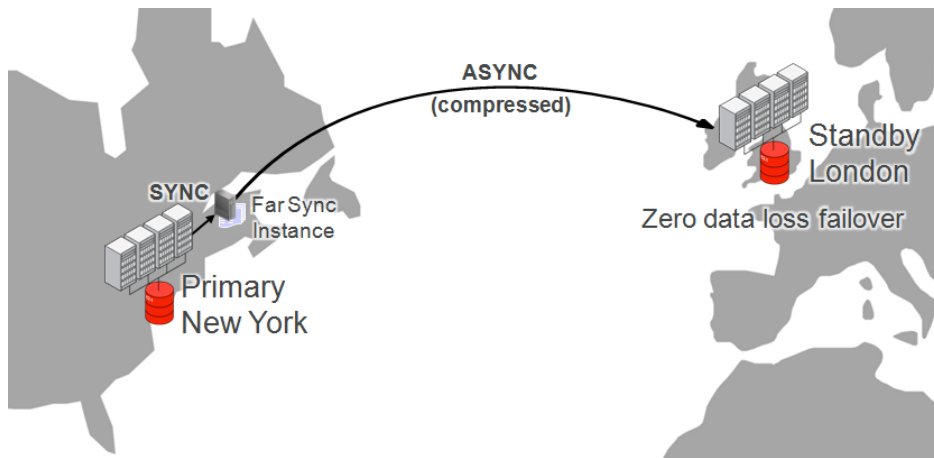 ASYNC
(compressed)
Standby
London
SYNC
Far Sync
Instance
Zero data loss failover
Primary
New York